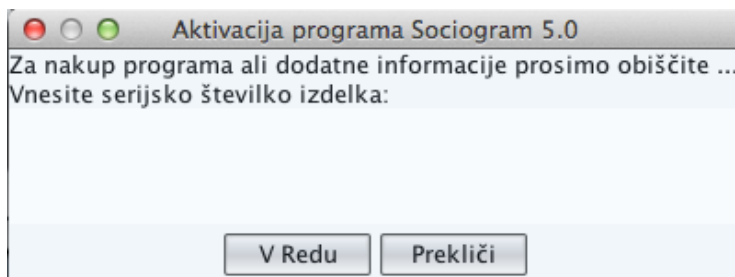 Aktivacija programa Sociogram 5.0
Za nakup programa ali dodatne informacije prosimo obiščite ...
Vnesite serijsko številko izdelka:
V Redu
Prekliči